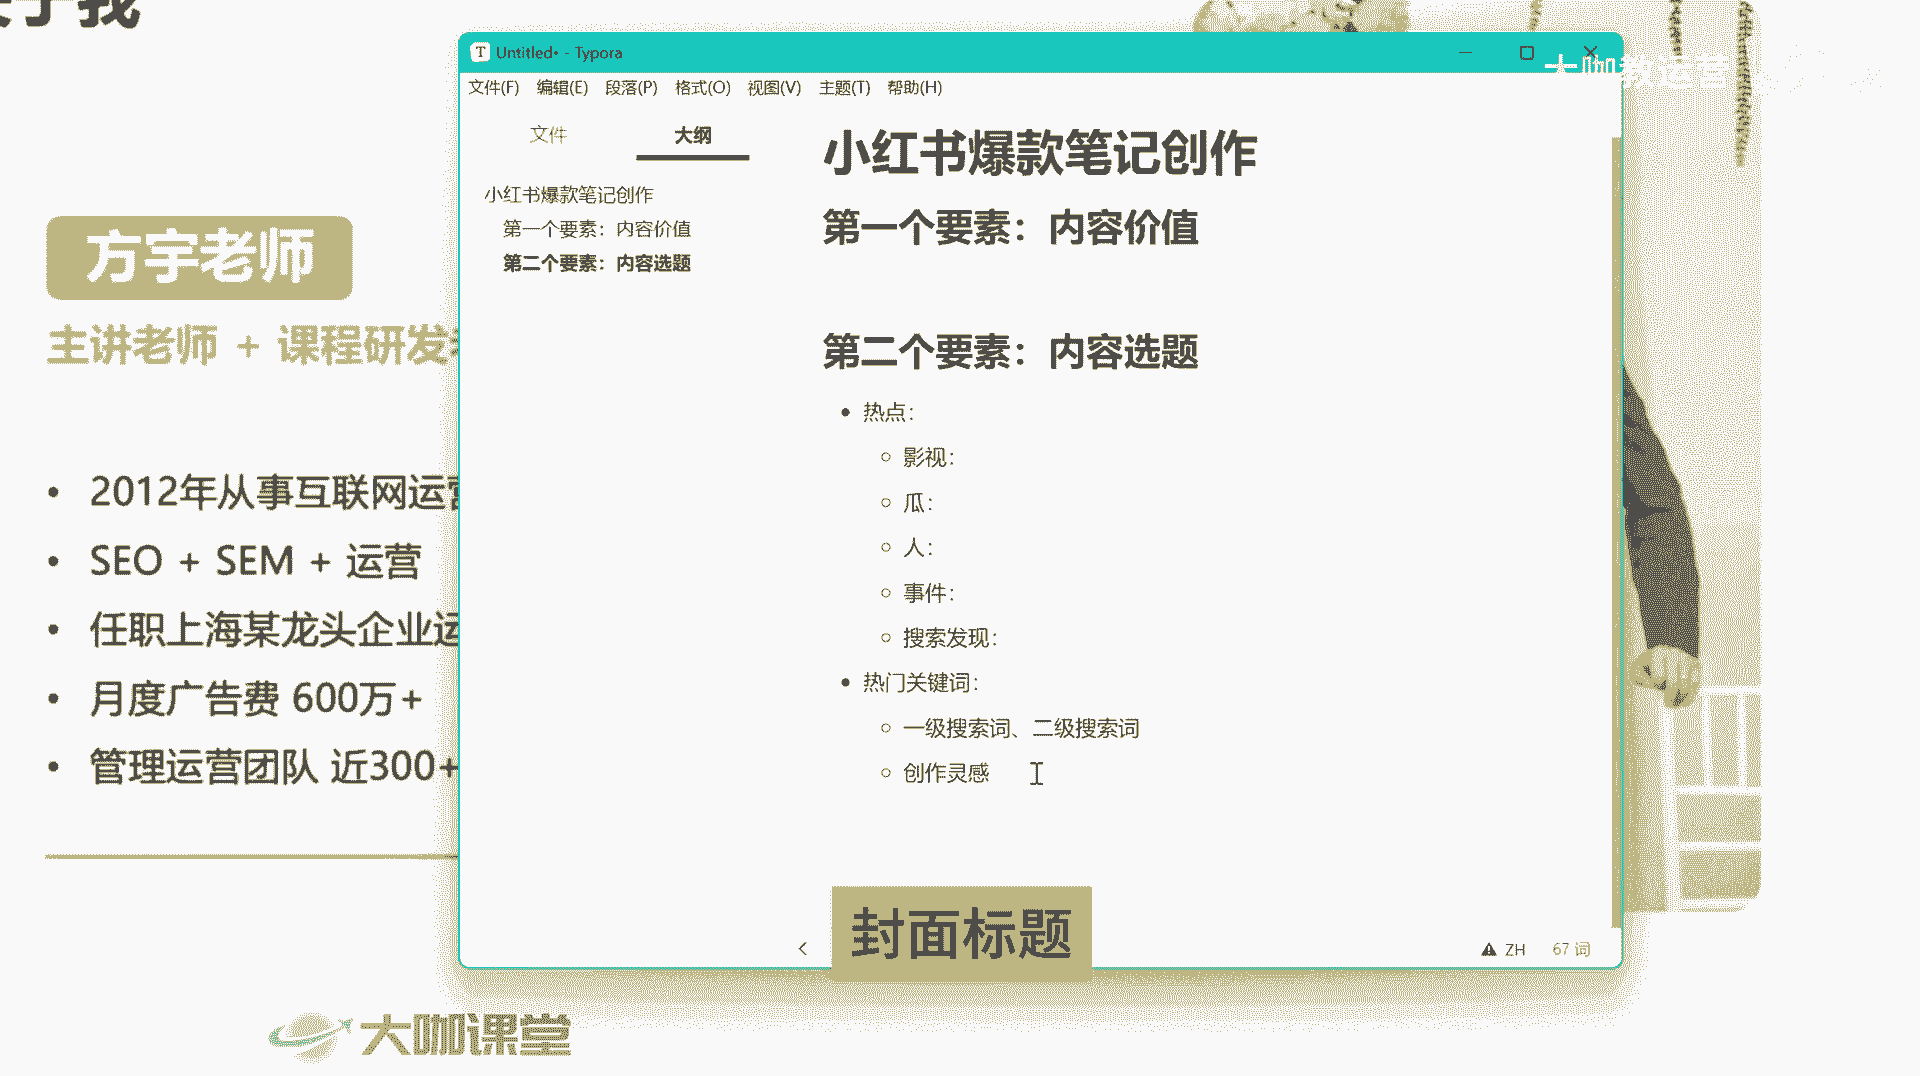 于我
方宇老师
主讲老师 + 课程研发
2012年从事互联网运营
SEO + SEM + 运营
任职上海某龙头企业运
月度广告费 600万+
管理运营团队 近300+
大咖课堂
Untitled• - Typora
大咖教运营
文件(F) 编辑(E) 段落(P) 格式(O) 视图(V) 主题(T) 帮助(H)
文件 大纲
小红书爆款笔记创作
第一个要素：内容价值
第二个要素：内容选题
小红书爆款笔记创作
第一个要素：内容价值
第二个要素：内容选题
热点：
影视：
瓜：
人：
事件：
搜索发现：
热门关键词：
一级搜索词、二级搜索词
创作灵感
封面标题
ZH 67 词